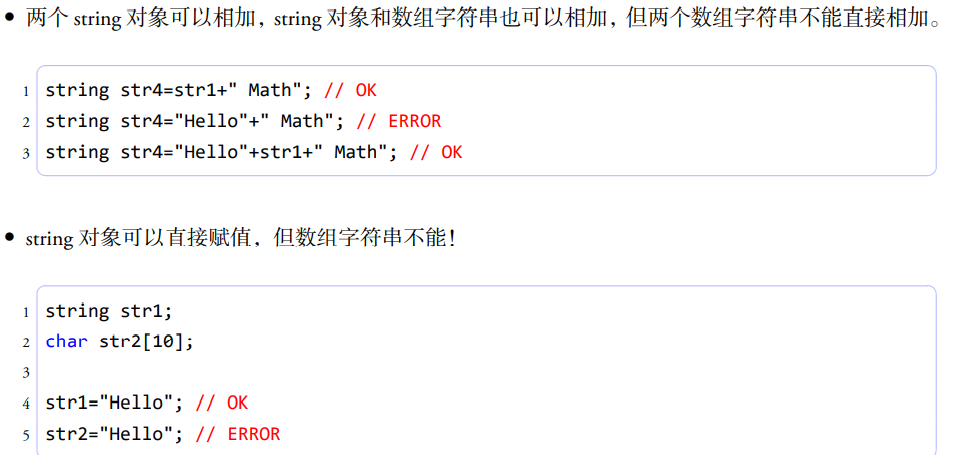 • 两个 string 对象可以相加，string 对象和数组字符串也可以相加，但两个数组字符串不能直接相加。
1 string str4=str1+" Math"; // OK
2 string str4="Hello"+" Math"; // ERROR
3 string str4="Hello"+str1+" Math"; // OK
• string 对象可以直接赋值，但数组字符串不能！
1 string str1;
2 char str2[10];
3
4 str1="Hello"; // OK
5 str2="Hello"; // ERROR